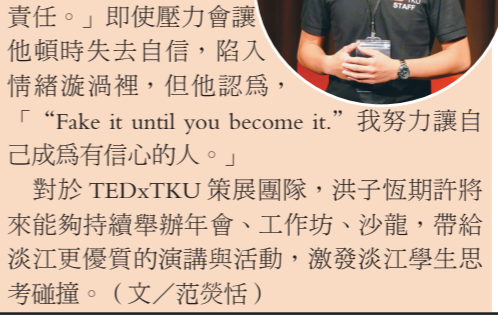 TKU
STAFF
責任。」即使壓力會讓
他頓時失去自信，陷入
情緒漩渦裡，但他認爲，
「“Fake it until you become it.”我努力讓自
己成爲有信心的人。」
對於 TEDxTKU 策展團隊，洪子恆期許將
來能夠持續舉辦年會、工作坊、沙龍，帶給
淡江更優質的演講與活動，激發淡江學生思
考碰撞。（文／范熒恬）